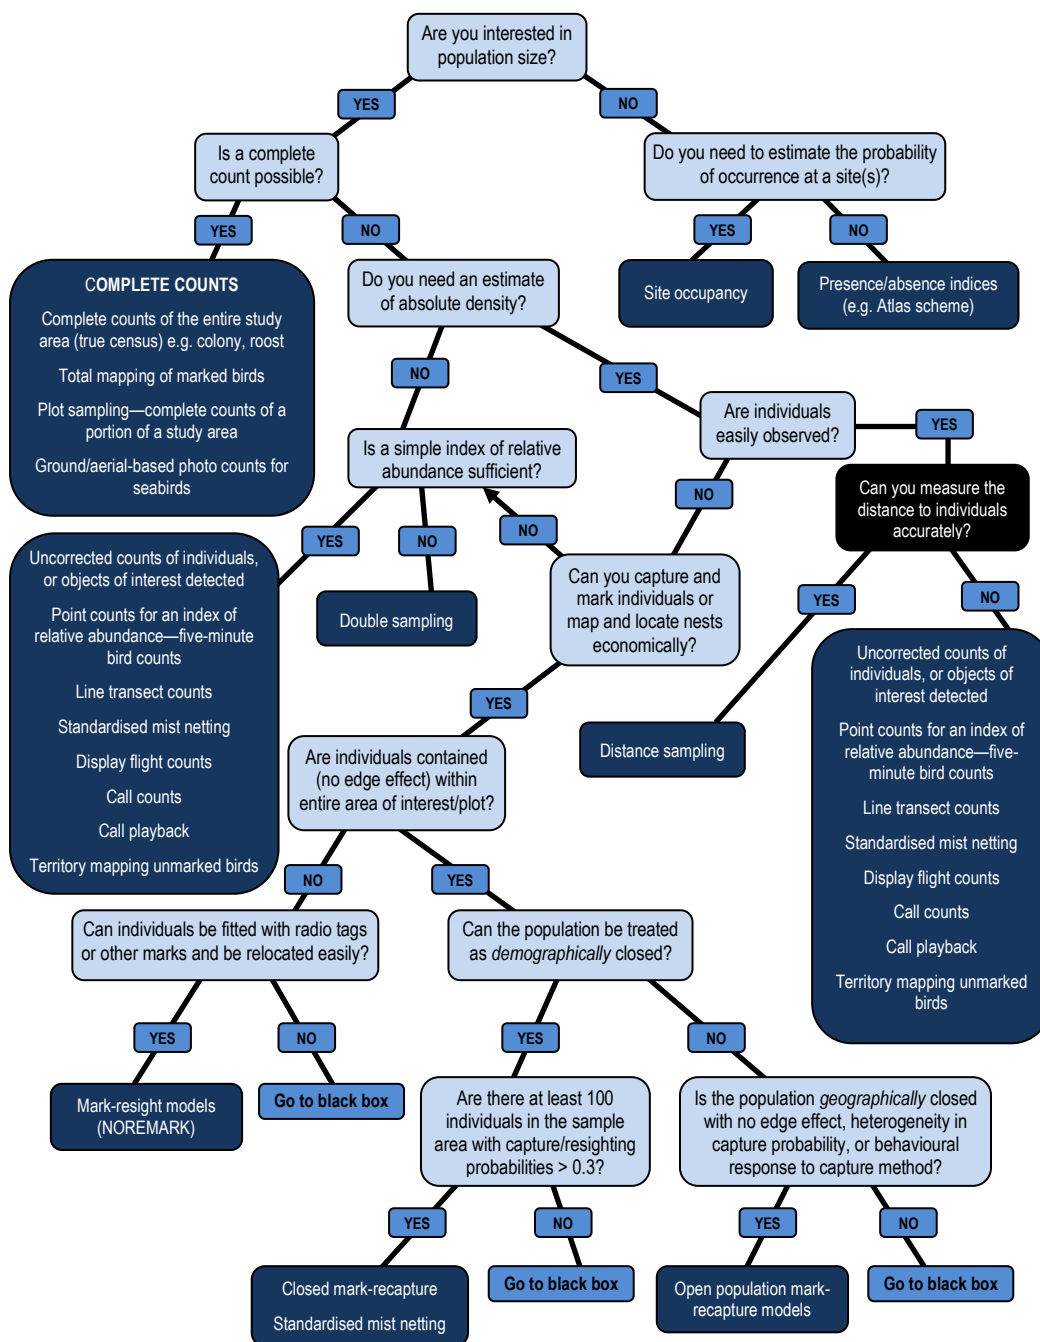 Are you interested in
population size?
YES
NO
Is a complete
count possible?
Do you need to estimate the probability
of occurrence at a site(s)?
YES
NO
YES
NO
COMPLETE COUNTS
Complete counts of the entire study
area (true census) e.g. colony, roost
Total mapping of marked birds
Plot sampling—complete counts of a
portion of a study area
Ground/aerial-based photo counts for
seabirds
Do you need an estimate
of absolute density?
Site occupancy
Presence/absence indices
(e.g. Atlas scheme)
NO
YES
Are individuals
easily observed?
YES
Is a simple index of relative
abundance sufficient?
Can you measure the
distance to individuals
accurately?
NO
YES
NO
NO
Uncorrected counts of individuals,
or objects of interest detected
Point counts for an index of
relative abundance—five-minute
bird counts
Line transect counts
Standardised mist netting
Display flight counts
Call counts
Call playback
Territory mapping unmarked birds
Double sampling
Can you capture and
mark individuals or
map and locate nests
economically?
YES
NO
Uncorrected counts of
individuals, or objects of
interest detected
Point counts for an index of
relative abundance—five-
minute bird counts
Line transect counts
Standardised mist netting
Display flight counts
Call counts
Call playback
Territory mapping unmarked
birds
YES
Distance sampling
Are individuals contained
(no edge effect) within
entire area of interest/plot?
NO
YES
Can individuals be fitted with radio tags
or other marks and be relocated easily?
Can the population be treated
as demographically closed?
YES
NO
YES
NO
Mark-resight models
(NOREMARK)
Go to black box
Are there at least 100
individuals in the sample
area with capture/resighting
probabilities > 0.3?
Is the population geographically closed
with no edge effect, heterogeneity in
capture probability, or behavioural
response to capture method?
YES
NO
YES
NO
Closed mark-recapture
Standardised mist netting
Go to black box
Open population mark-
recapture models
Go to black box